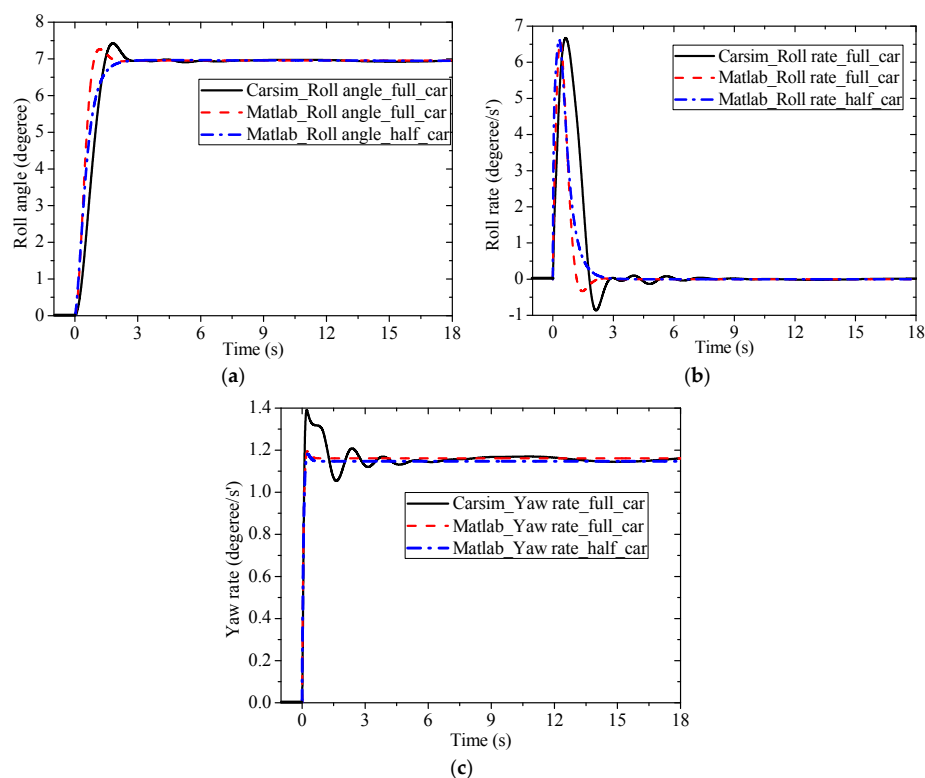 8
7
6
5
4
3
2
1
0
Roll angle (degeree)
Carsim_Roll angle_full_car
Matlab_Roll angle_full_car
Matlab_Roll angle_half_car
0 3 6 9 12 15 18
Time (s)
(a)
7
6
5
4
3
2
1
0
-1
Roll rate (degeree/s')
Carsim_Roll rate_full_car
Matlab_Roll rate_full_car
Matlab_Roll rate_half_car
0 3 6 9 12 15 18
Time (s)
(b)
1.4
1.2
1.0
0.8
0.6
0.4
0.2
0.0
Yaw rate (degeree/s')
Carsim_Yaw rate_full_car
Matlab_Yaw rate_full_car
Matlab_Yaw rate_half_car
0 3 6 9 12 15 18
Time (s)
(c)